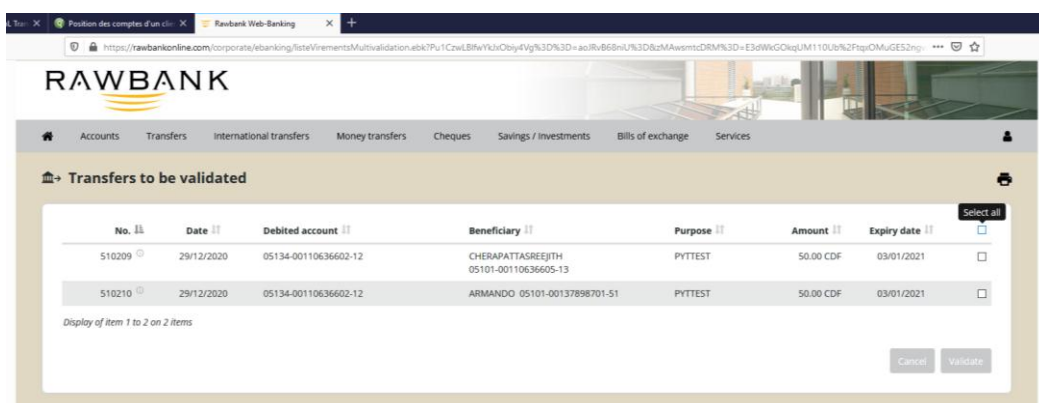 Position des comptes d'un clie
Rawbank Web-Banking
https://rawbankonline.com/corporate/ebanking/listeVirementsMultivalidation.ebk?
RAWBANK
Accounts Transfers International transfers Money transfers Cheques Savings / Investments Bills of exchange Services
Transfers to be validated
Select all
No. Date Debited account Beneficiary Purpose Amount Expiry date
510209 29/12/2020 05134-00110636602-12 CHERAPATTASREEJITH PYTTEST 50.00 CDF 03/01/2021
05101-00110636605-13
510210 29/12/2020 05134-00110636602-12 ARMANDO 05101-00137898701-51 PYTTEST 50.00 CDF 03/01/2021
Display of item 1 to 2 on 2 items
Cancel Validate